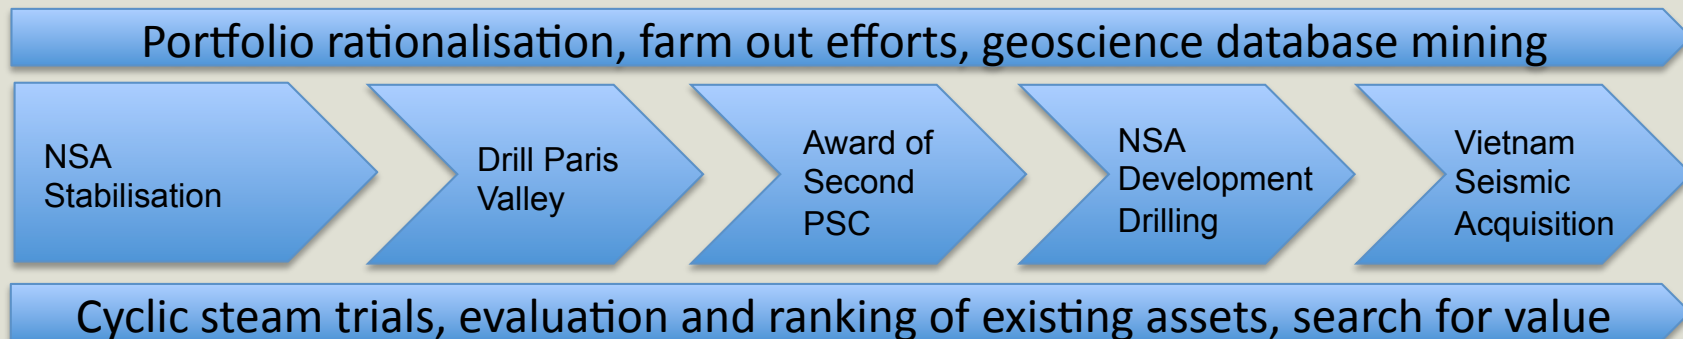 Portfolio rationalisation, farm out efforts, geoscience database mining
NSA
Stabilisation
Drill Paris
Valley
Award of
Second
PSC
NSA
Development
Drilling
Vietnam
Seismic
Acquisition
Cyclic steam trials, evaluation and ranking of existing assets, search for value